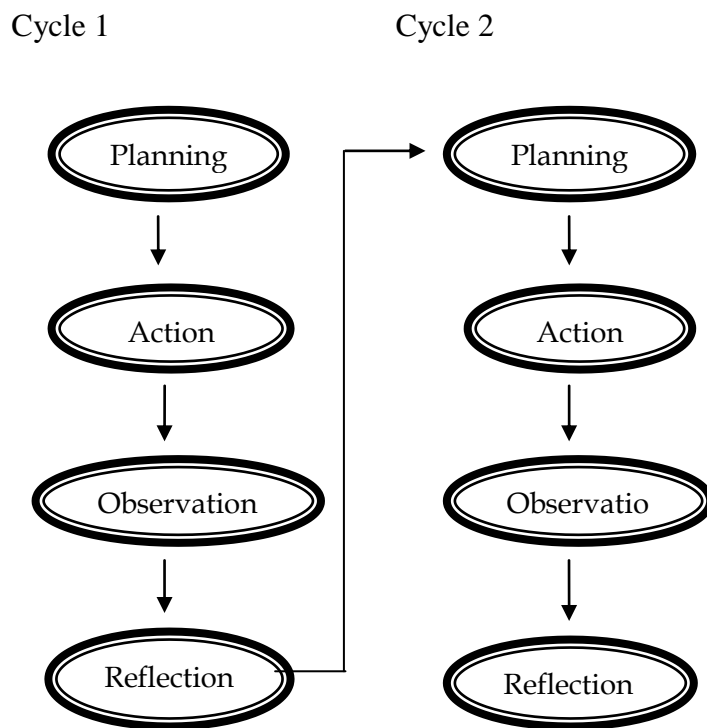 Cycle 1
Cycle 2
Planning
Planning
Action
Action
Observation
Observatio
Reflection
Reflection